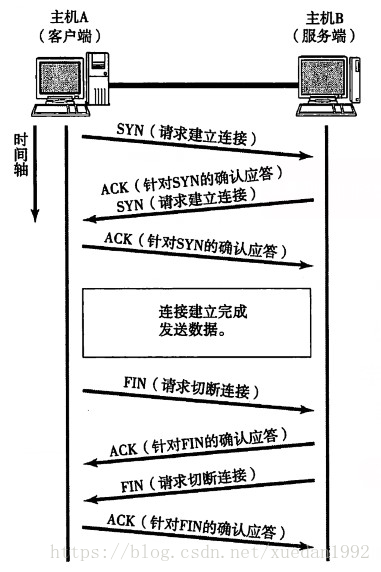 主机A
（客户端）
主机B
（服务端）
时间轴
SYN（请求建立连接）
ACK（针对SYN的确认应答）
SYN（请求建立连接）
ACK（针对SYN的确认应答）
连接建立完成
发送数据。
FIN（请求切断连接）
ACK（针对FIN的确认应答）
FIN（请求切断连接）
ACK（针对FIN的确认应答）
https://blog.csdn.net/xuedan1992